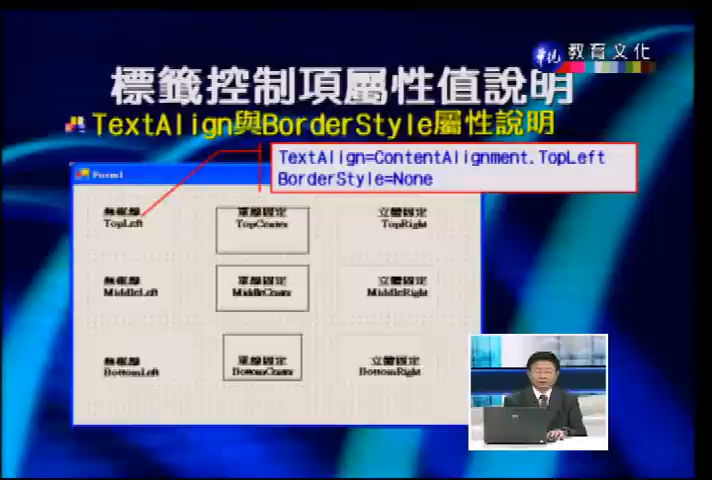 華視 教育文化
標籤控制項屬性值說明
TextAlign與BorderStyle屬性說明
TextAlign=ContentAlignment.TopLeft
BorderStyle=None
Form1
無框線
TopLeft
單線固定
TopCenter
立體固定
TopRight
無框線
MiddleLeft
單線固定
MiddleCenter
立體固定
MiddleRight
無框線
BottomLeft
單線固定
BottomCenter
立體固定
BottomRight